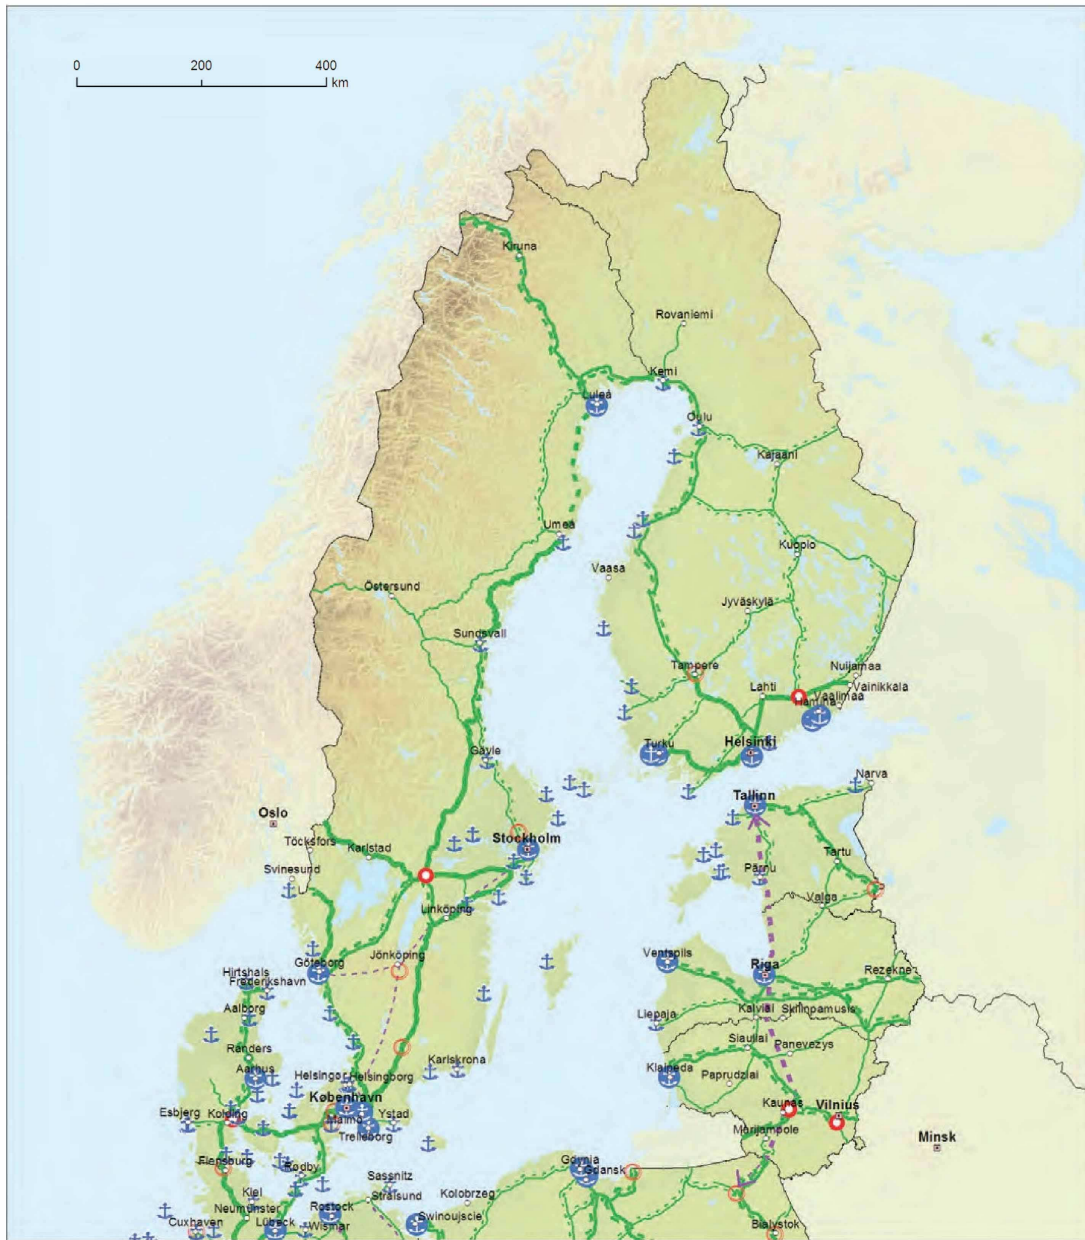 0 200 400
km
Kiruna
Rovaniemi
Kemi
Luleå
Oulu
Kajaani
Umeå
Kuopio
Vaasa
Östersund
Jyväskylä
Sundsvall
Tampere
Nuijamaa
Lahti
Vainikkala
Vaalimaa
Hamina
Turku
Helsinki
Gävle
Narva
Tallinn
Oslo
Stockholm
Töcksfors
Karlstad
Tartu
Svinesund
Pärnu
Valga
Linköping
Jönköping
Ventspils
Göteborg
Riga
Rezekne
Hirtshals
Frederikshavn
Aalborg
Liepaja
Kalviai
Skilinpamusis
Siauliai
Panevezys
Randers
Karlskrona
Aarhus
Helsingør
Helsingborg
Klaipeda
Paprudziai
København
Kaunas
Vilnius
Esbjerg
Kolding
Malmö
Ystad
Trelleborg
Marijampole
Minsk
Flensburg
Rødby
Sassnitz
Gdynia
Gdansk
Kiel
Stralsund
Kolobrzeg
Neumünster
Rostock
Cuxhaven
Lübeck
Wismar
Swinoujscie
Bialystok